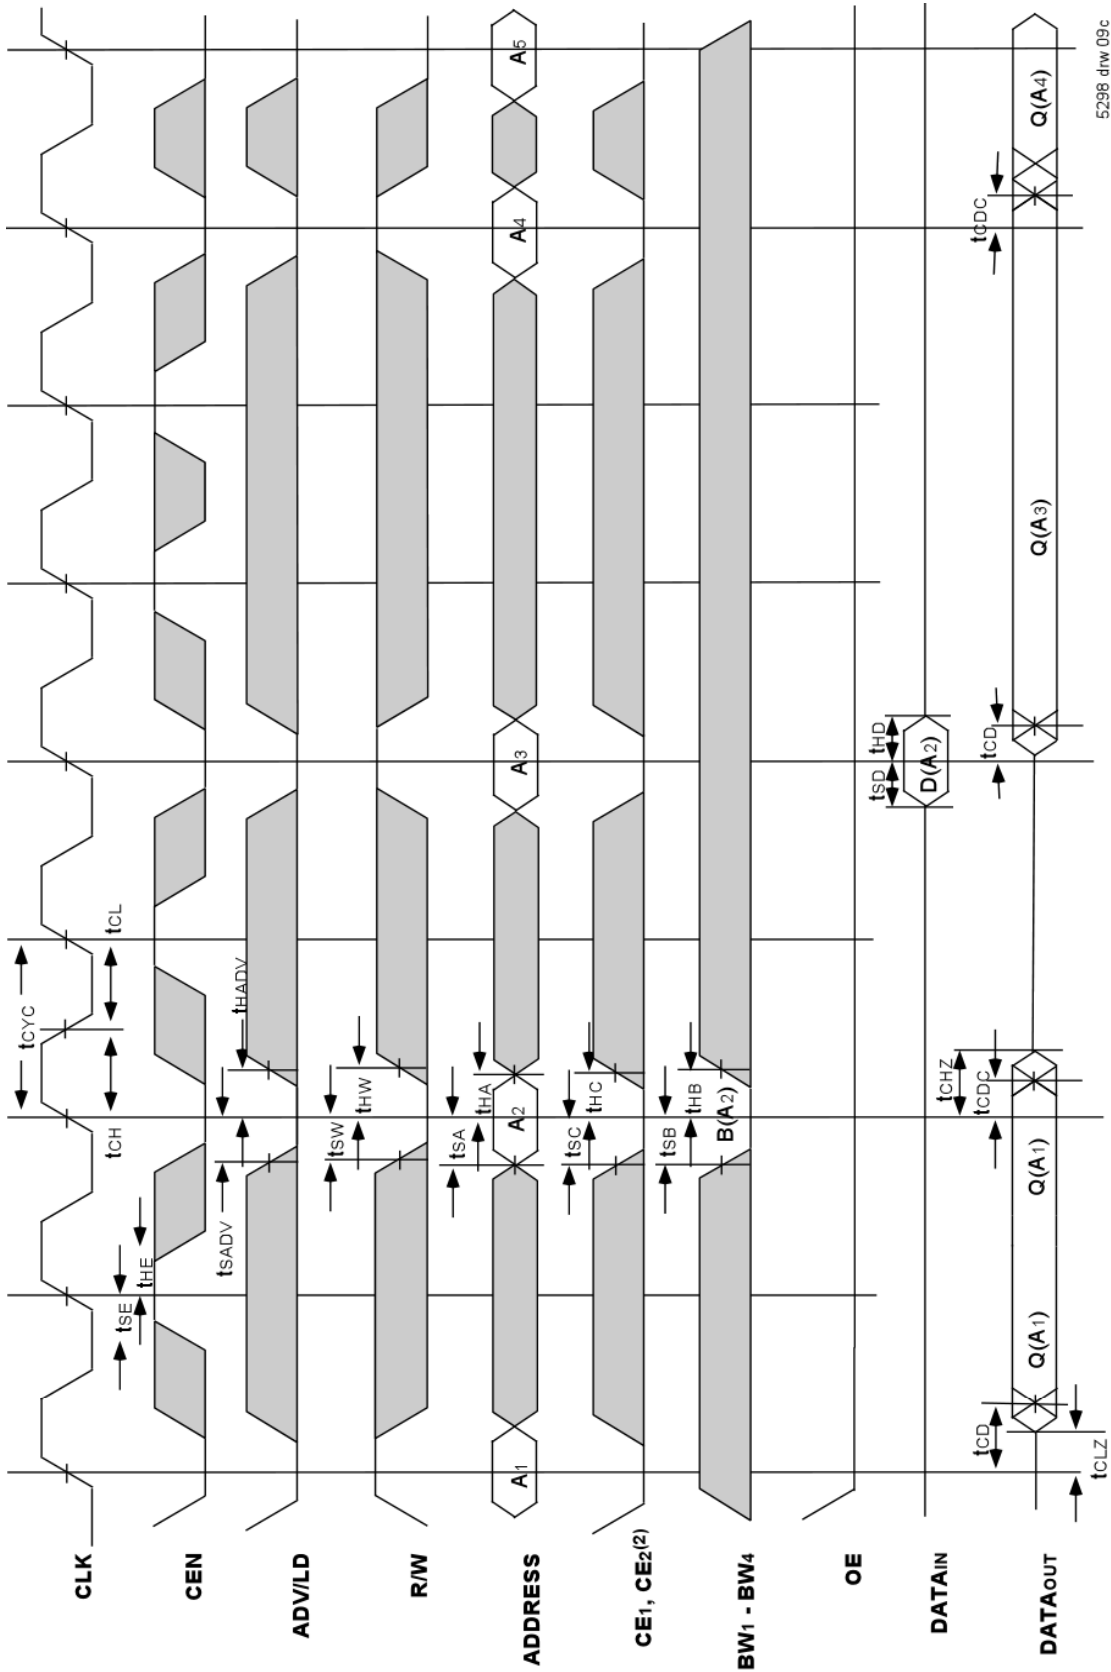 tCYC
CLK
tSE
tHE
tCH
tCL
CEN
tSADV
tHADV
ADV/LD
tSW
tHW
R/W
tSA
tHA
ADDRESS
A1
A2
A3
A4
A5
tSC
tHC
CE1, CE2(2)
tSB
tHB
BW1 - BW4
B(A2)
OE
tSD
tHD
DATAIN
D(A2)
tCD
tCHZ
tCDC
tCD
tCDC
DATAOUT
Q(A1)
Q(A1)
Q(A3)
Q(A4)
tCLZ
5298 drw 09c